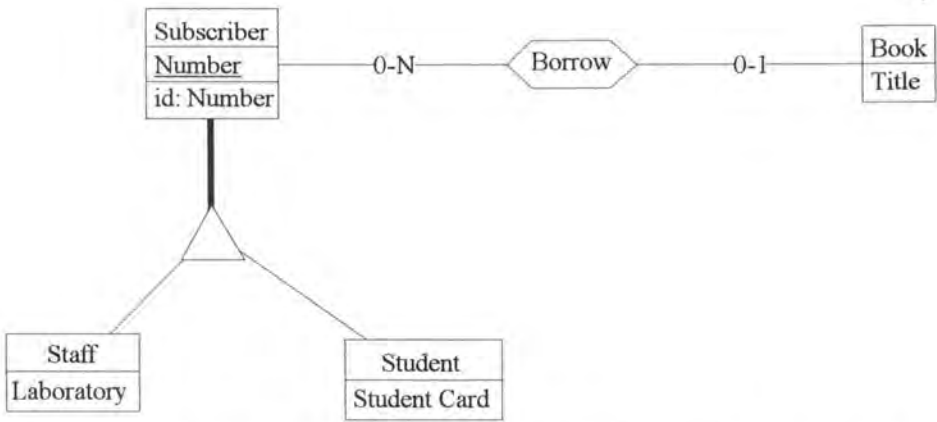 Subscriber
Number
id: Number
0-N
Borrow
0-1
Book
Title
Staff
Laboratory
Student
Student Card